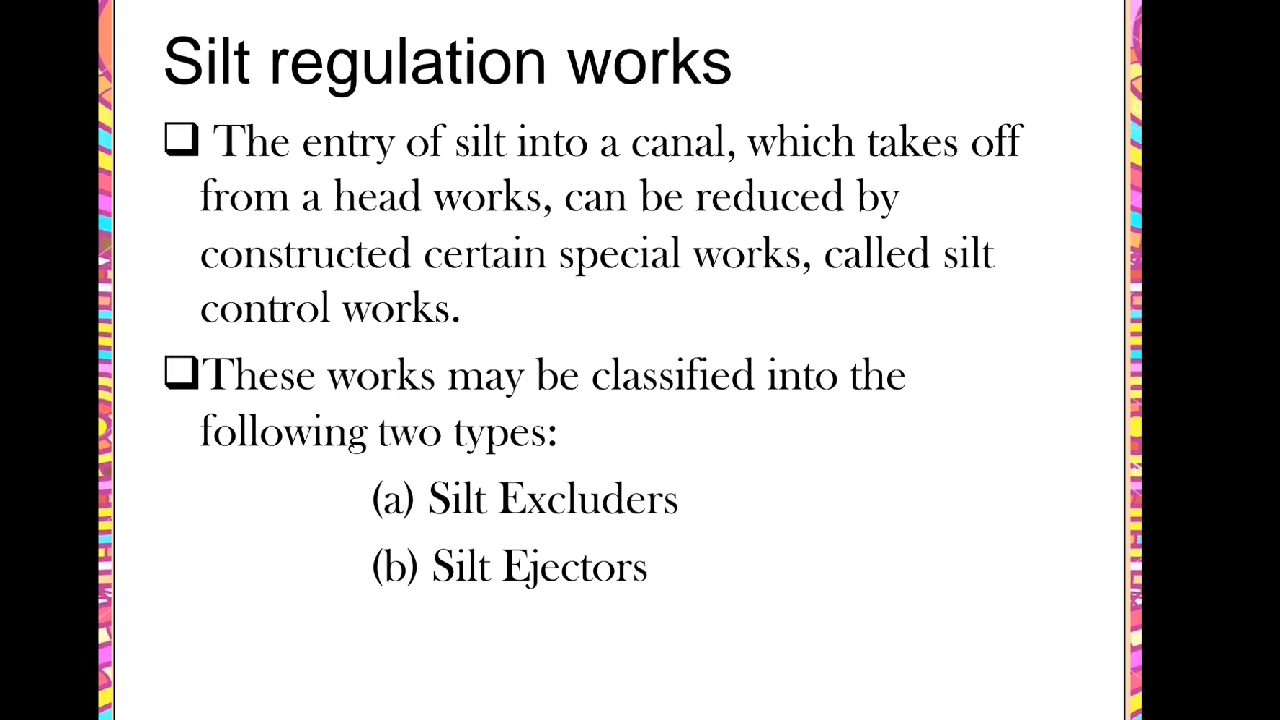 Silt regulation works
❑ The entry of silt into a canal, which takes off
from a head works, can be reduced by
constructed certain special works, called silt
control works.
❑These works may be classified into the
following two types:
(a) Silt Excluders
(b) Silt Ejectors